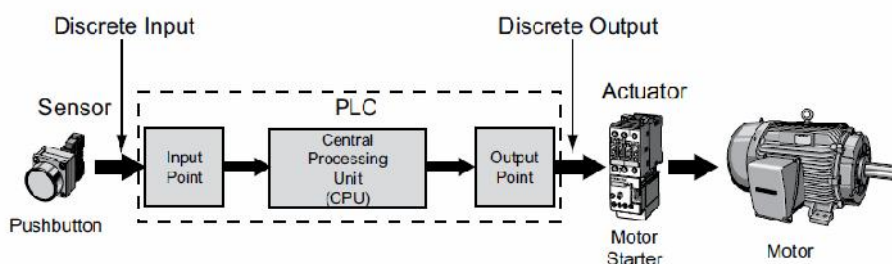 Discrete Input
Discrete Output
Sensor
PLC
Actuator
Input
Point
Central
Processing
Unit
(CPU)
Output
Point
Pushbutton
Motor
Starter
Motor